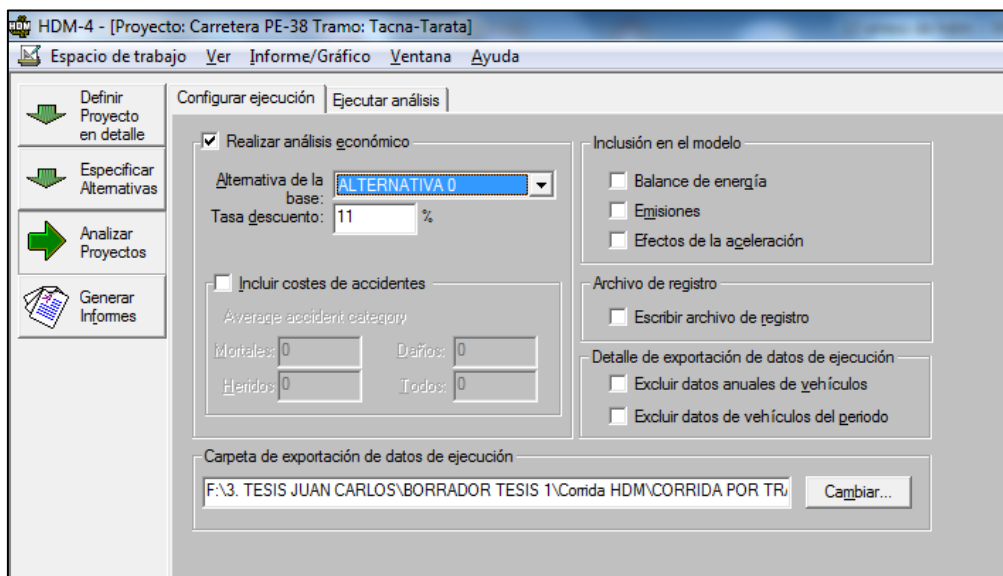 HDM-4 - [Proyecto: Carretera PE-38 Tramo: Tacna-Tarata]
Espacio de trabajo Ver Informe/Gráfico Ventana Ayuda
Definir
Proyecto
en detalle
Especificar
Alternativas
Analizar
Proyectos
Generar
Informes
Configurar ejecución
Ejecutar análisis
Realizar análisis económico
Alternativa de la
base:
ALTERNATIVA 0
Tasa descuento: 11 %
Incluir costes de accidentes
Average accident category
Mortales: 0 Daños: 0
Heridos 0 Todos: 0
Inclusión en el modelo
Balance de energía
Emisiones
Efectos de la aceleración
Archivo de registro
Escribir archivo de registro
Detalle de exportación de datos de ejecución
Excluir datos anuales de vehículos
Excluir datos de vehículos del periodo
Carpeta de exportación de datos de ejecución
F:\3. TESIS JUAN CARLOS\BORRADOR TESIS 1\Corrida HDM\CORRIDA POR TR
Cambiar...